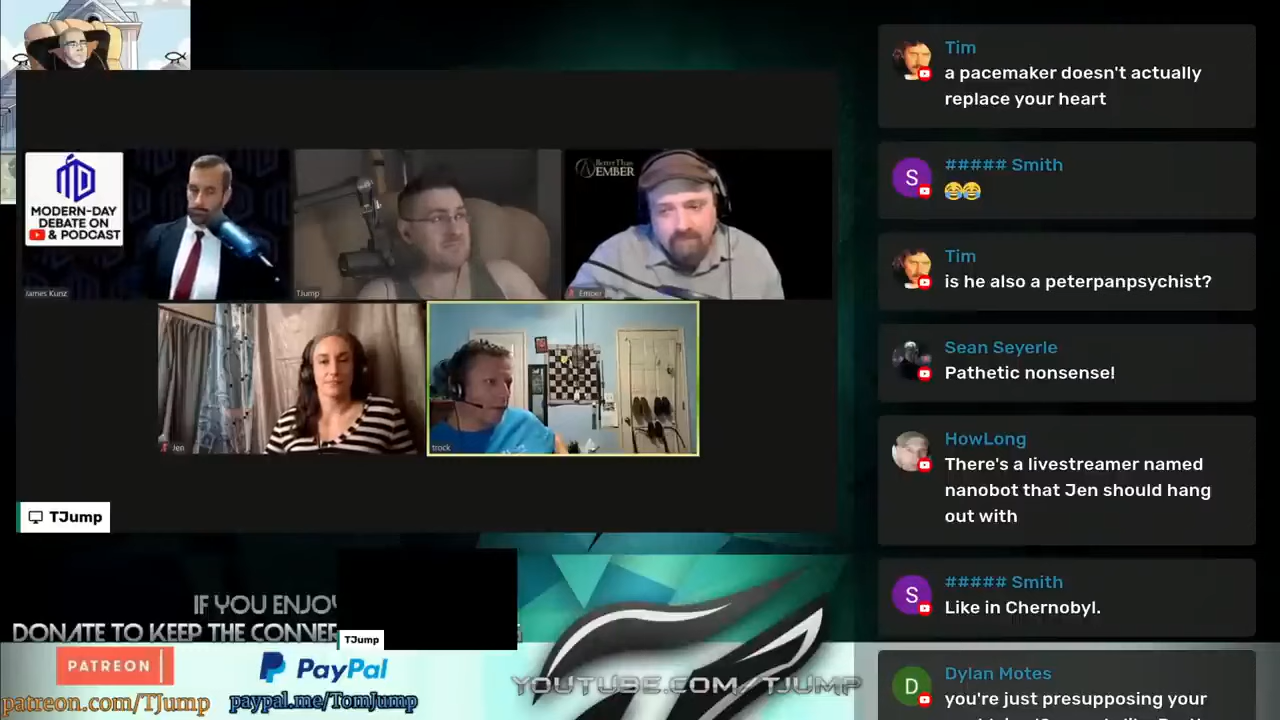 MODERN-DAY
DEBATE ON
& PODCAST
James Kunz
TJump
Better Than
EMBER
Ember
Jen
trock
TJump
IF YOU ENJOY
DONATE TO KEEP THE CONVER
TJump
PATREON
patreon.com/TJump
PayPal
paypal.me/TomJump
YOUTUBE.COM/TJUMP
Tim
a pacemaker doesn't actually
replace your heart
S
##### Smith
😂😂
Tim
is he also a peterpanpsychist?
Sean Seyerle
Pathetic nonsense!
HowLong
There's a livestreamer named
nanobot that Jen should hang
out with
S
##### Smith
Like in Chernobyl.
D
Dylan Motes
you're just presupposing your